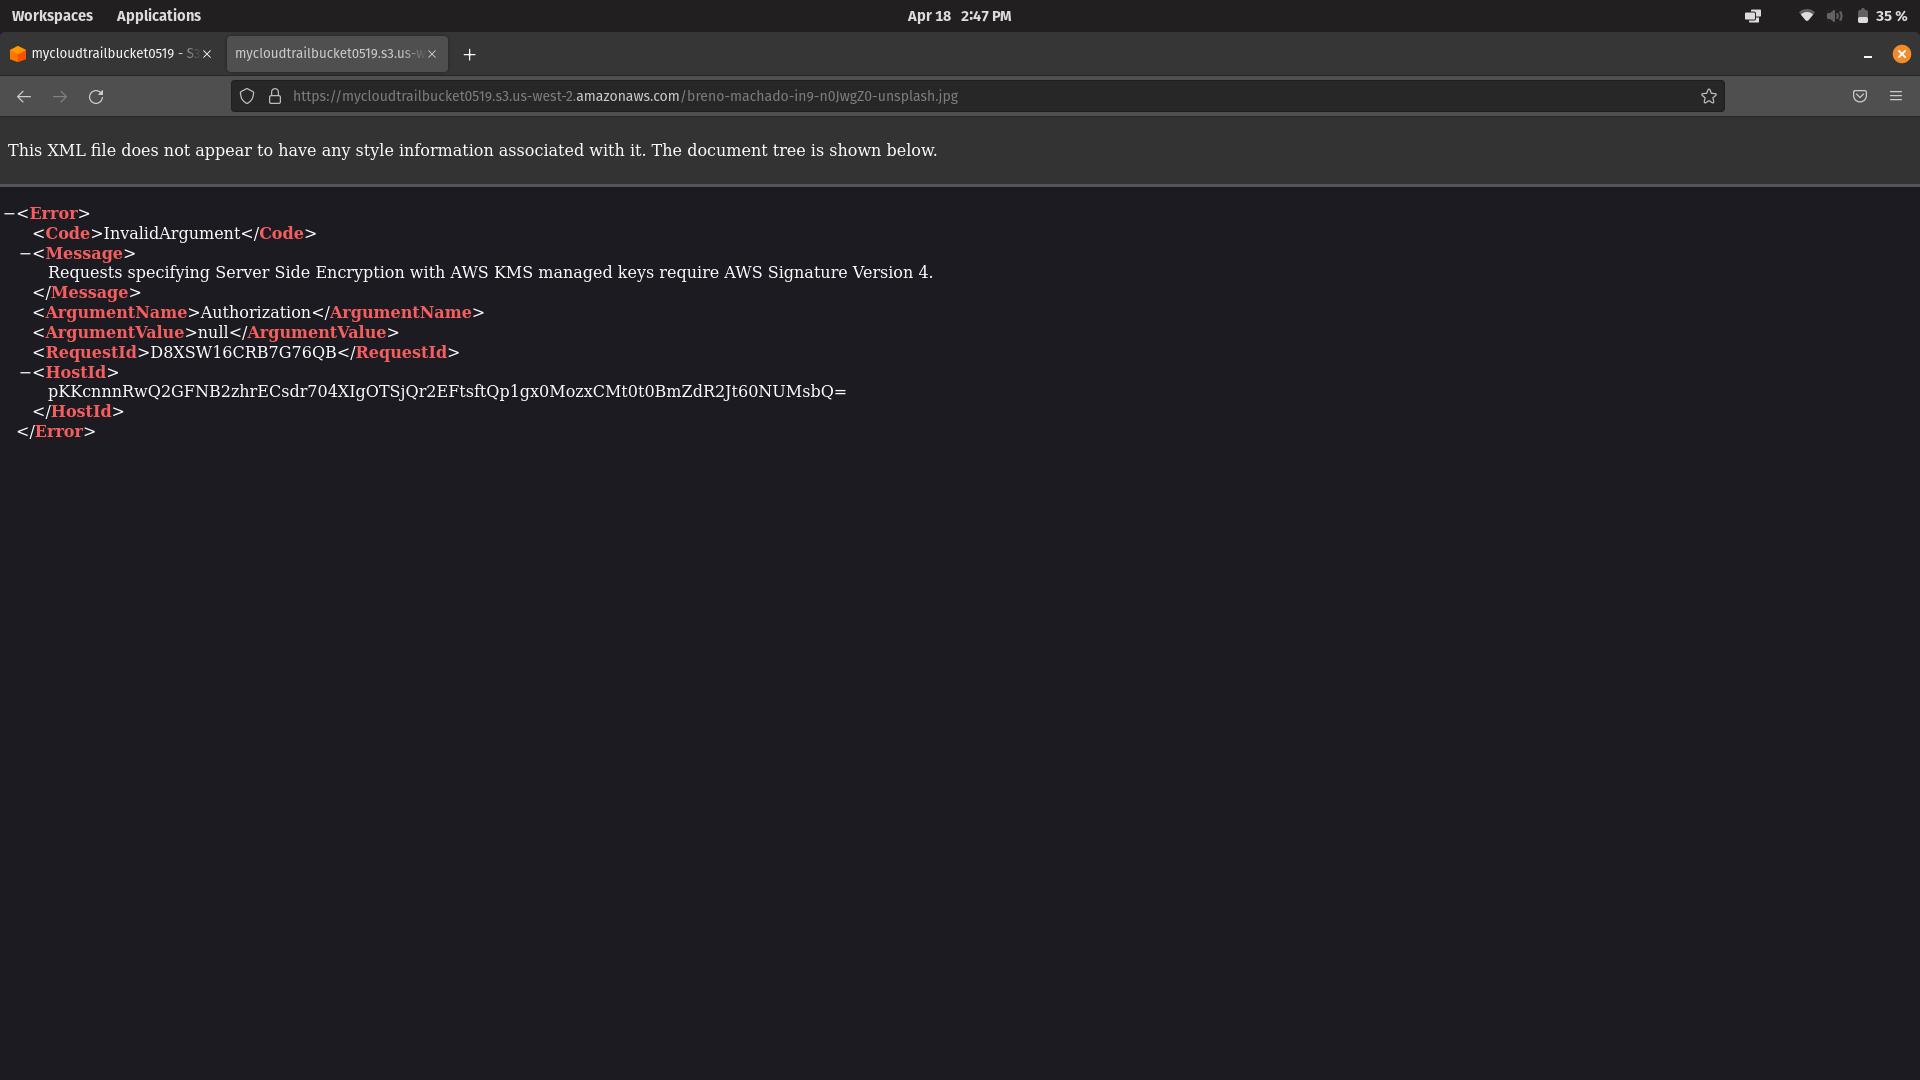 Workspaces Applications Apr 18 2:47 PM 35 %
mycloudtrailbucket0519 - S3 mycloudtrailbucket0519.s3.us-w
https://mycloudtrailbucket0519.s3.us-west-2.amazonaws.com/breno-machado-in9-n0JwgZ0-unsplash.jpg
This XML file does not appear to have any style information associated with it. The document tree is shown below.
−<Error>
<Code>InvalidArgument</Code>
−<Message>
Requests specifying Server Side Encryption with AWS KMS managed keys require AWS Signature Version 4.
</Message>
<ArgumentName>Authorization</ArgumentName>
<ArgumentValue>null</ArgumentValue>
<RequestId>D8XSW16CRB7G76QB</RequestId>
−<HostId>
pKKcnnnRwQ2GFNB2zhrECsdr704XIgOTSjQr2EFtsftQp1gx0MozxCMt0t0BmZdR2Jt60NUMsbQ=
</HostId>
</Error>